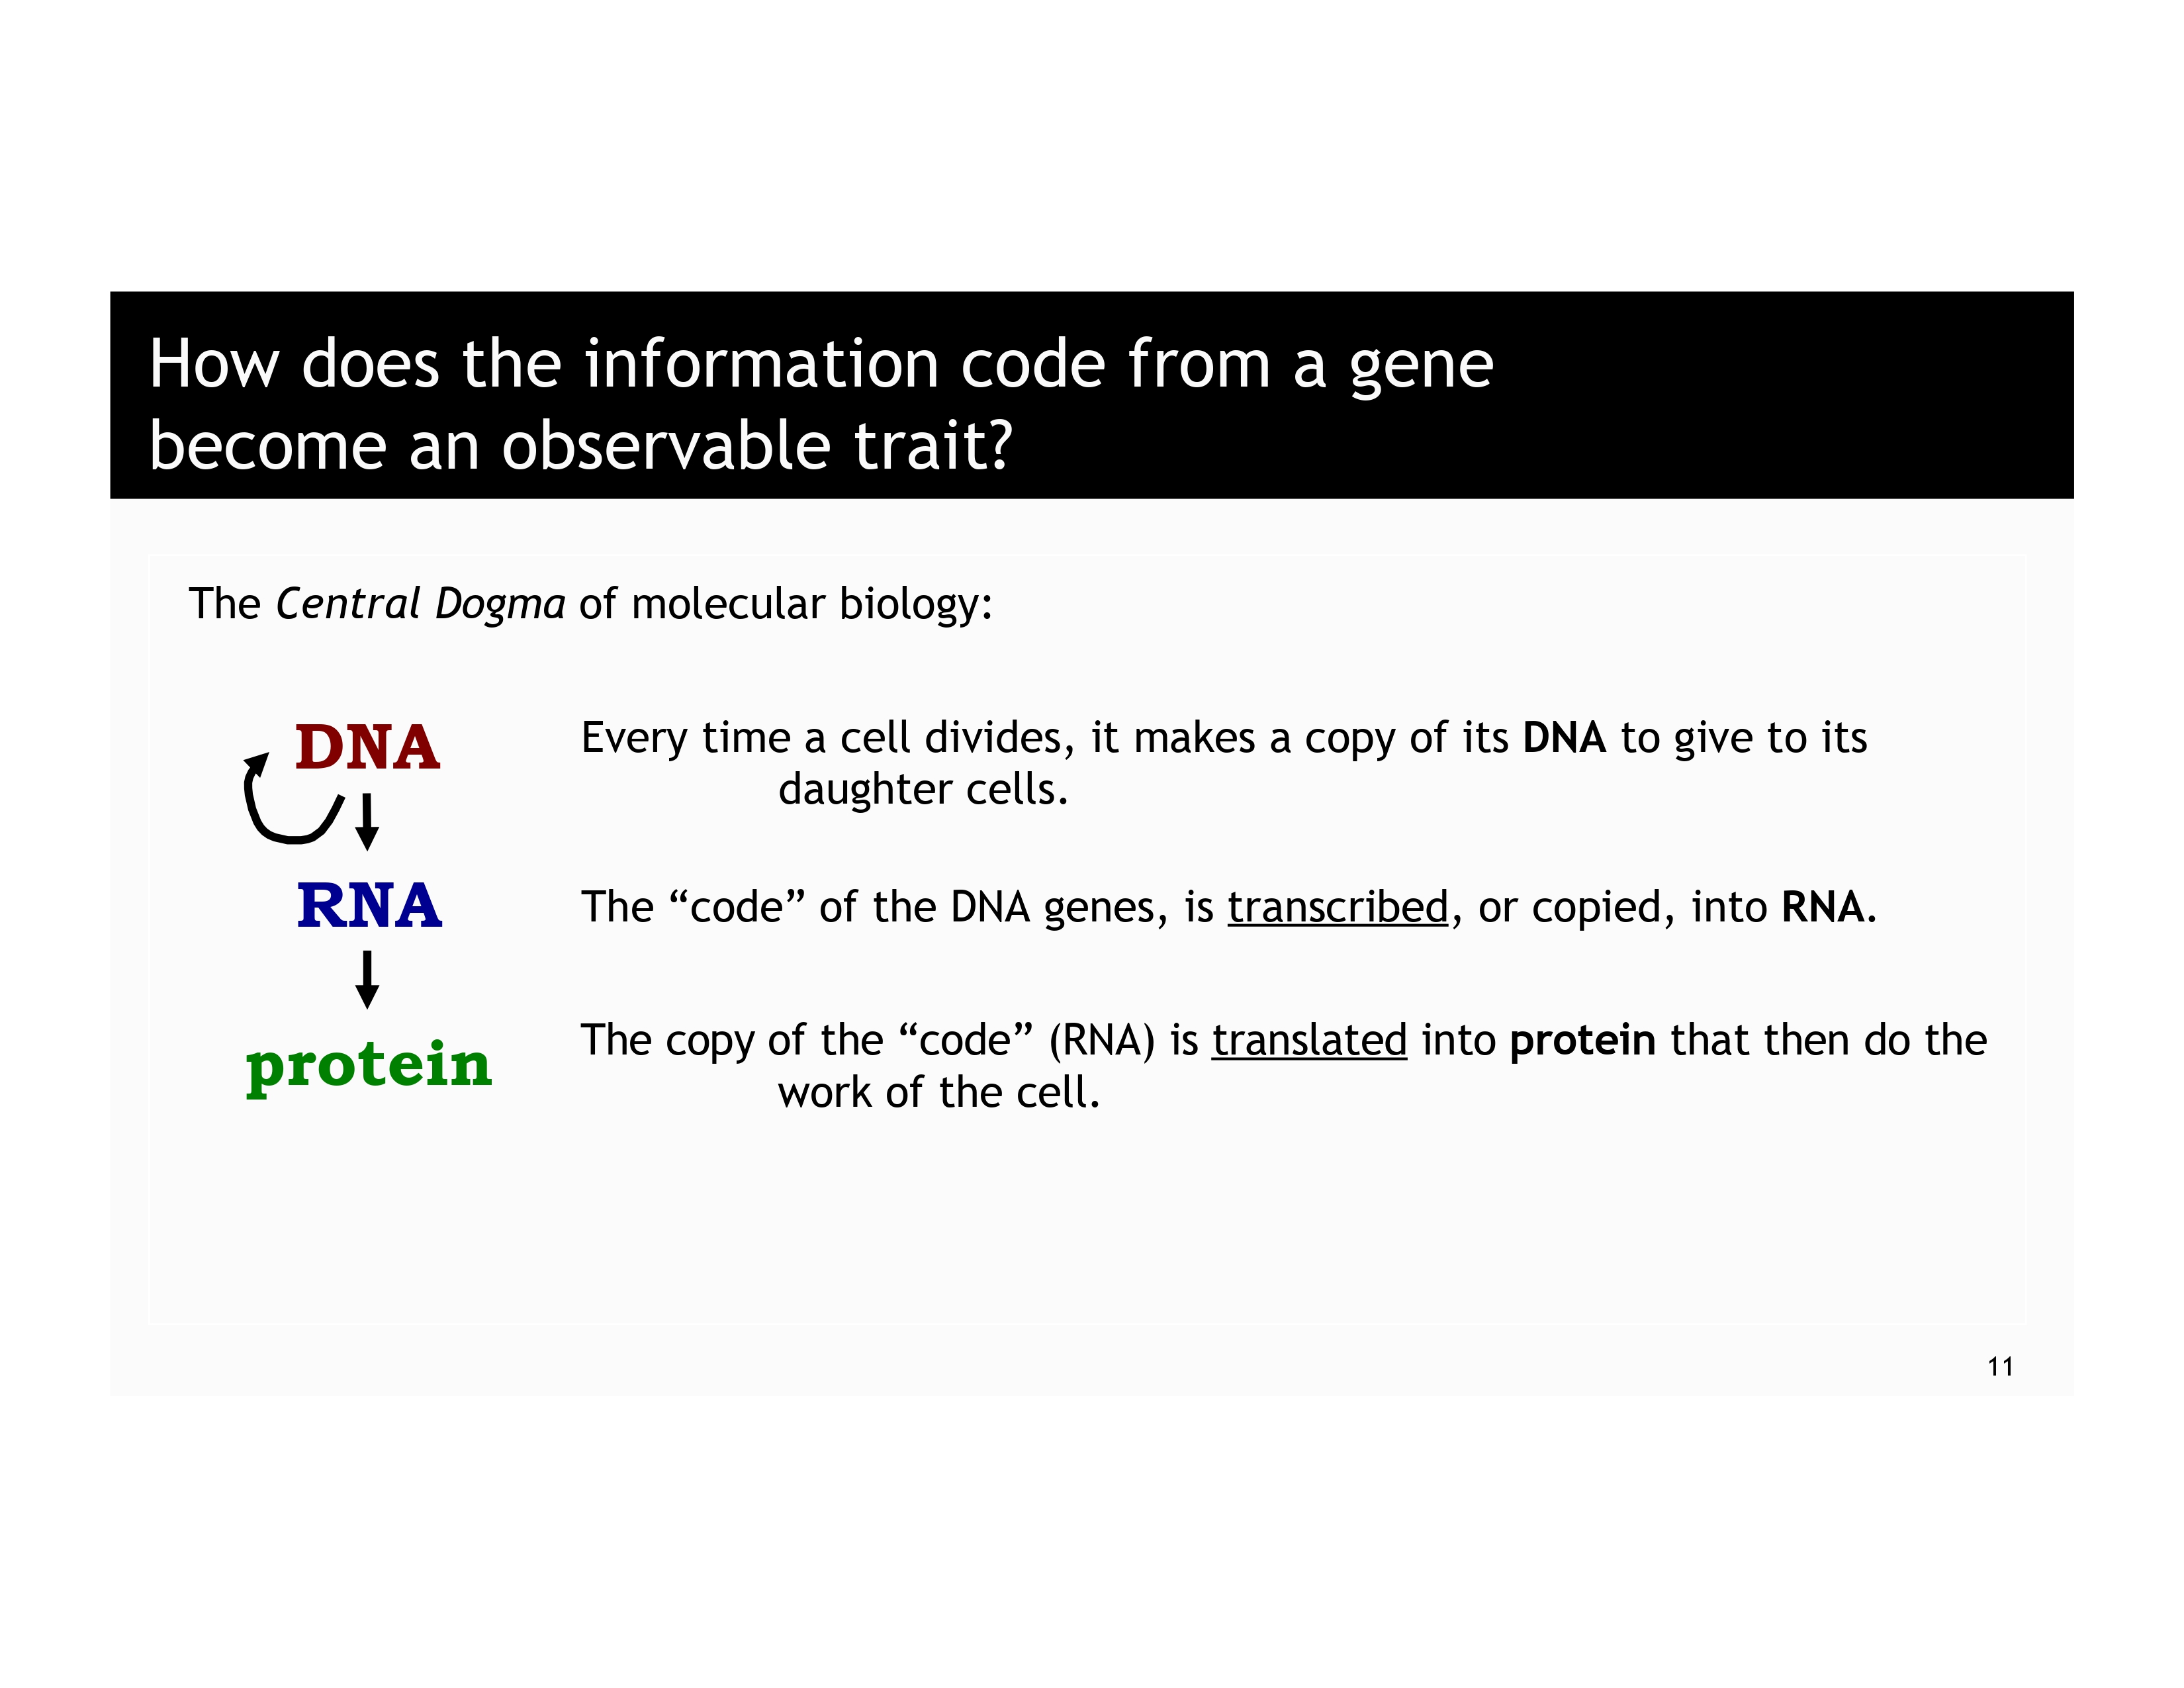 How does the information code from a gene
become an observable trait?
The Central Dogma of molecular biology:
DNA
Every time a cell divides, it makes a copy of its DNA to give to its
daughter cells.
RNA
The “code” of the DNA genes, is transcribed, or copied, into RNA.
protein
The copy of the “code” (RNA) is translated into protein that then do the
work of the cell.
11